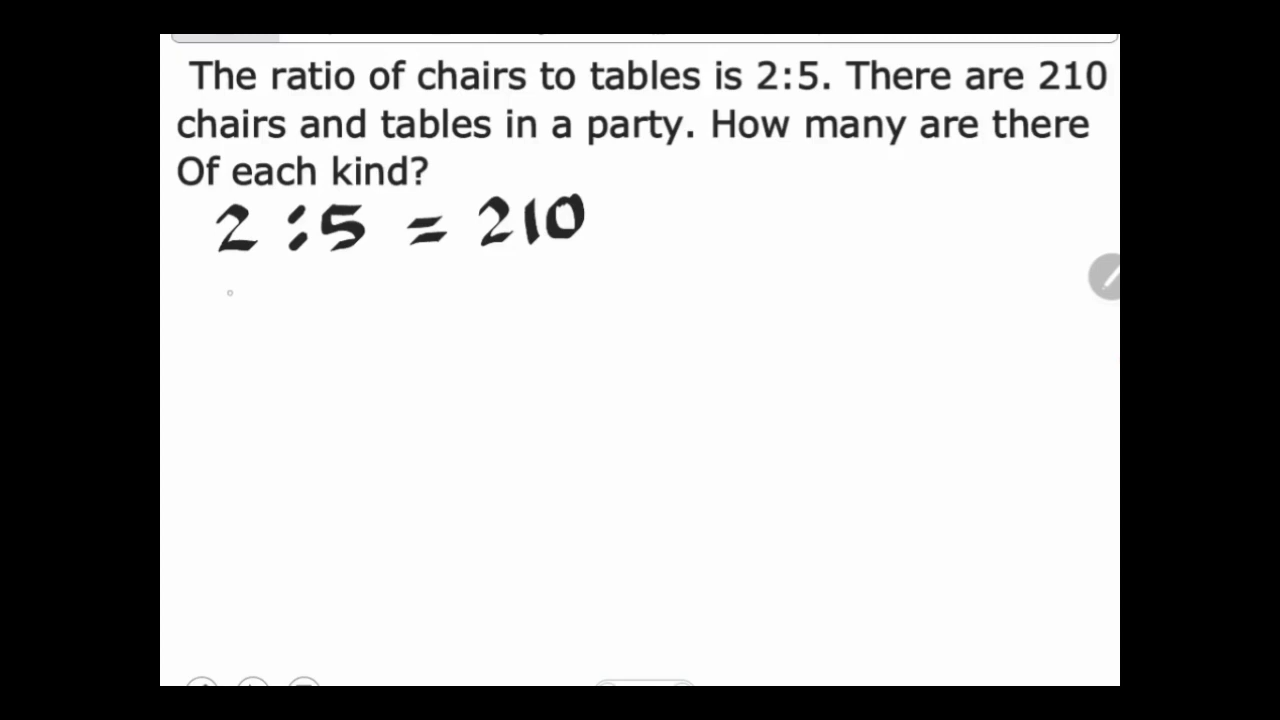 The ratio of chairs to tables is 2:5. There are 210
chairs and tables in a party. How many are there
Of each kind?
2 : 5 = 210